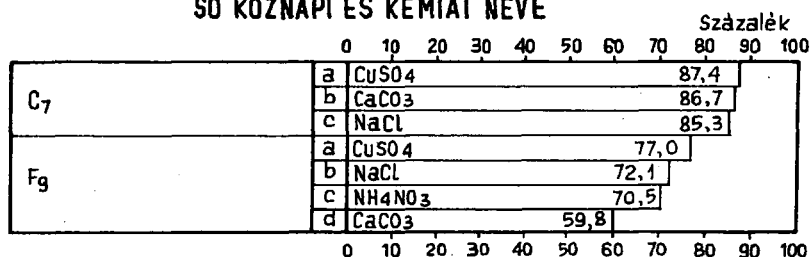 SÓ KÖZNAPI ÉS KÉMIAI NEVE
Százalék
0 10 20 30 40 50 60 70 80 90 100
C7
a CuSO4 87,4
b CaCO3 86,7
c NaCl 85,3
F9
a CuSO4 77,0
b NaCl 72,1
c NH4NO3 70,5
d CaCO3 59,8
0 10 20 30 40 50 60 70 80 90 100